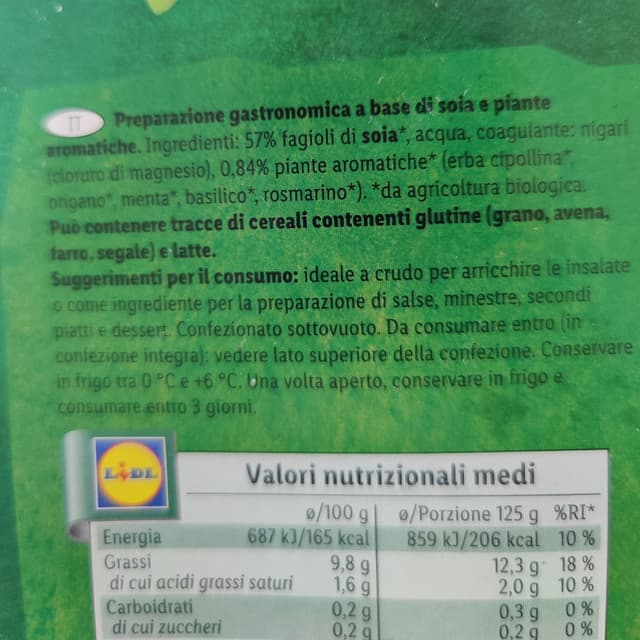 IT Preparazione gastronomica a base di soia e piante
aromatiche. Ingredienti: 57% fagioli di soia*, acqua, coagulante: nigari
(cloruro di magnesio), 0,84% piante aromatiche* (erba cipollina*,
origano*, menta*, basilico*, rosmarino*). *da agricoltura biologica.
Può contenere tracce di cereali contenenti glutine (grano, avena,
farro, segale) e latte.
Suggerimenti per il consumo: ideale a crudo per arricchire le insalate
o come ingrediente per la preparazione di salse, minestre, secondi
piatti e dessert. Confezionato sottovuoto. Da consumare entro (in
confezione integra): vedere lato superiore della confezione. Conservare
in frigo tra 0 °C e +6 °C. Una volta aperto, conservare in frigo e
consumare entro 3 giorni.
LIDL
Valori nutrizionali medi
ø/100 g ø/Porzione 125 g %RI*
Energia 687 kJ/165 kcal 859 kJ/206 kcal 10 %
Grassi 9,8 g 12,3 g 18 %
di cui acidi grassi saturi 1,6 g 2,0 g 10 %
Carboidrati 0,2 g 0,3 g 0 %
di cui zuccheri 0,2 g 0,2 g 0 %